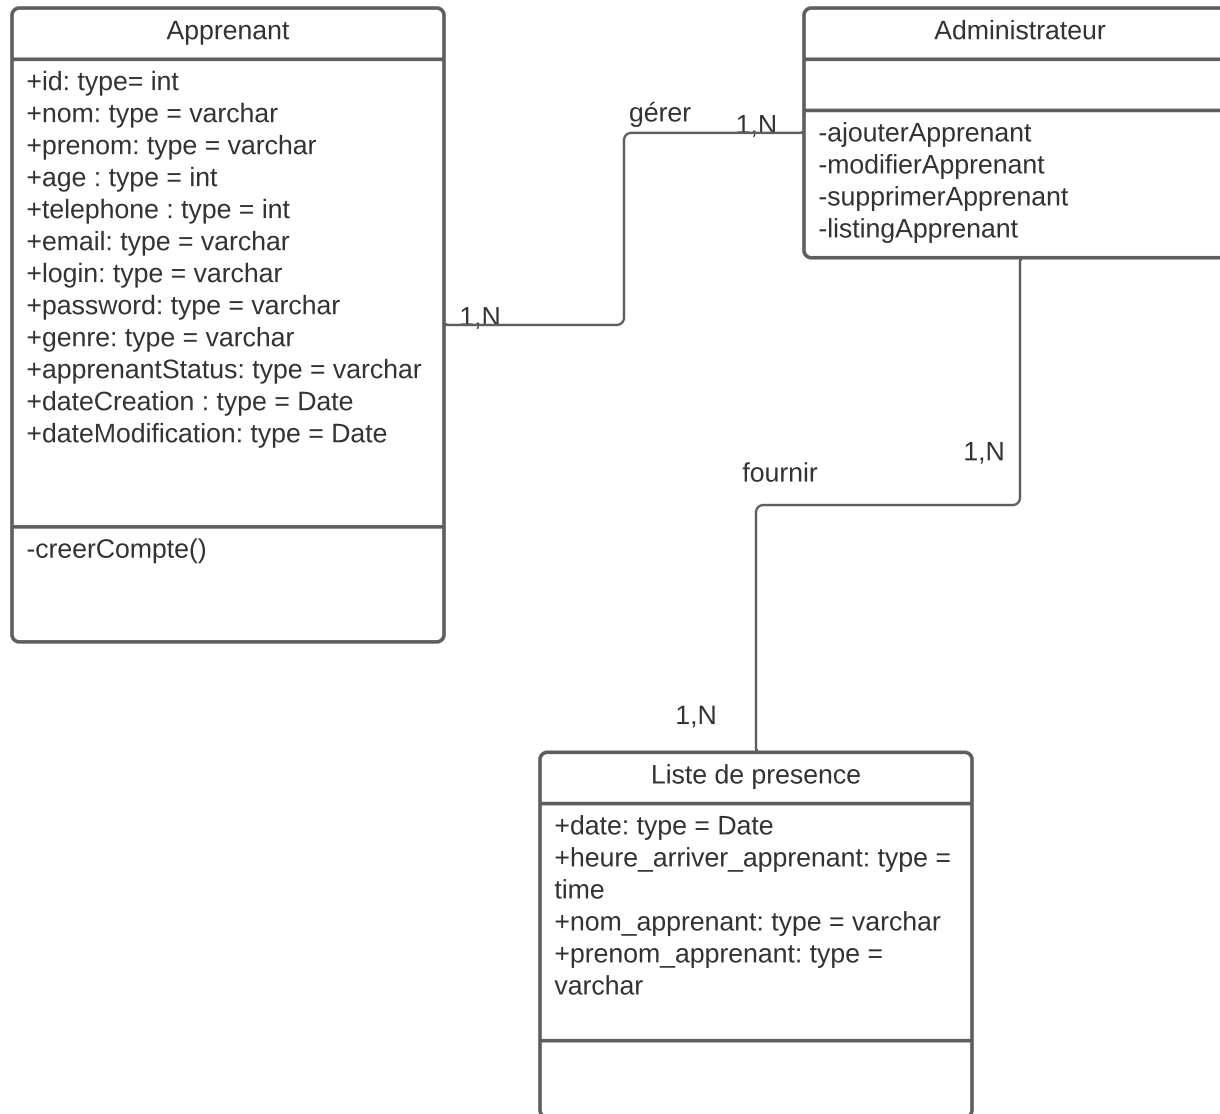 Apprenant
+id: type= int
+nom: type = varchar
+prenom: type = varchar
+age : type = int
+telephone : type = int
+email: type = varchar
+login: type = varchar
+password: type = varchar
+genre: type = varchar
+apprenantStatus: type = varchar
+dateCreation : type = Date
+dateModification: type = Date
-creerCompte()
gérer
1,N
1,N
Administrateur
-ajouterApprenant
-modifierApprenant
-supprimerApprenant
-listingApprenant
1,N
fournir
1,N
Liste de presence
+date: type = Date
+heure_arriver_apprenant: type =
time
+nom_apprenant: type = varchar
+prenom_apprenant: type =
varchar